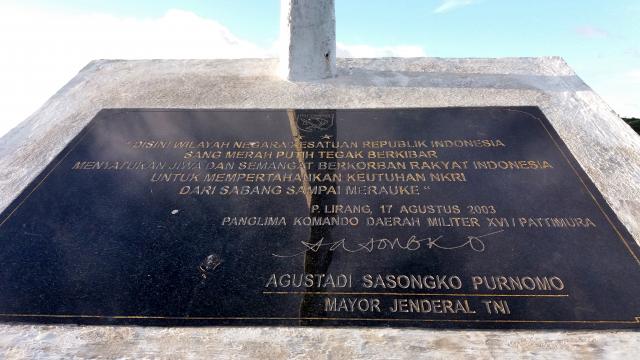 "DISINI WILAYAH NEGARA KESATUAN REPUBLIK INDONESIA
SANG MERAH PUTIH TEGAK BERKIBAR
MENYATUKAN JIWA DAN SEMANGAT BERKORBAN RAKYAT INDONESIA
UNTUK MEMPERTAHANKAN KEUTUHAN NKRI
DARI SABANG SAMPAI MERAUKE"
P. LIRANG, 17 AGUSTUS 2003
PANGLIMA KOMANDO DAERAH MILITER XVI / PATTIMURA
sasongko
AGUSTADI SASONGKO PURNOMO
MAYOR JENDERAL TNI